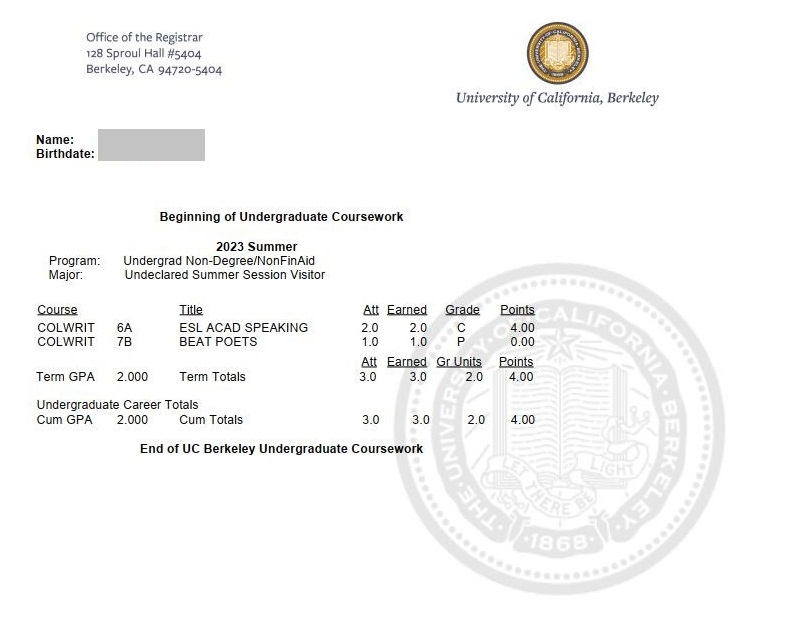 Office of the Registrar
128 Sproul Hall #5404
Berkeley, CA 94720-5404
University of California, Berkeley
Name:
Birthdate:
Beginning of Undergraduate Coursework
2023 Summer
Program: Undergrad Non-Degree/NonFinAid
Major: Undeclared Summer Session Visitor
Course Title Att Earned Grade Points
COLWRIT 6A ESL ACAD SPEAKING 2.0 2.0 C 4.00
COLWRIT 7B BEAT POETS 1.0 1.0 P 0.00
Att Earned Gr Units Points
Term GPA 2.000 Term Totals 3.0 3.0 2.0 4.00
Undergraduate Career Totals
Cum GPA 2.000 Cum Totals 3.0 3.0 2.0 4.00
End of UC Berkeley Undergraduate Coursework
THE·UNIVERSITY·OF·CALIFORNIA·BERKELEY
LET THERE BE LIGHT
·1868·